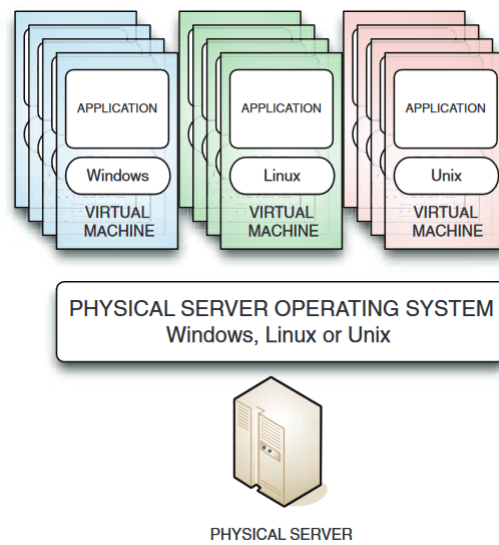 APPLICATION
Windows
VIRTUAL
MACHINE
APPLICATION
Linux
VIRTUAL
MACHINE
APPLICATION
Unix
VIRTUAL
MACHINE
PHYSICAL SERVER OPERATING SYSTEM
Windows, Linux or Unix
PHYSICAL SERVER